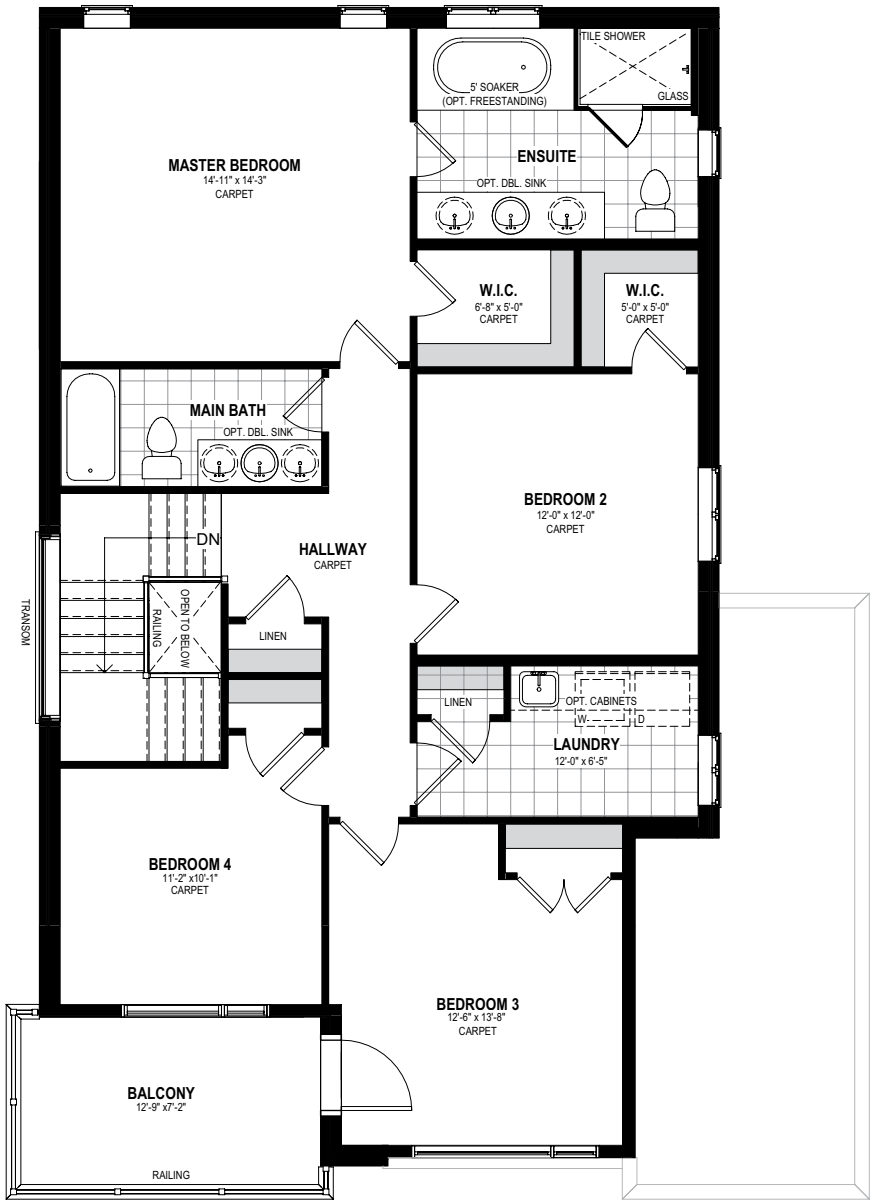 TILE SHOWER
5' SOAKER
(OPT. FREESTANDING)
GLASS
MASTER BEDROOM
14'-11" x 14'-3"
CARPET
ENSUITE
OPT. DBL. SINK
W.I.C.
6'-8" x 5'-0"
CARPET
W.I.C.
5'-0" x 5'-0"
CARPET
MAIN BATH
OPT. DBL. SINK
BEDROOM 2
12'-0" x 12'-0"
CARPET
DN
HALLWAY
CARPET
TRANSOM
OPEN TO BELOW
RAILING
LINEN
LINEN
OPT. CABINETS
W
D
LAUNDRY
12'-0" x 6'-5"
BEDROOM 4
11'-2" x10'-1"
CARPET
BEDROOM 3
12'-6" x 13'-8"
CARPET
BALCONY
12'-9" x7'-2"
RAILING